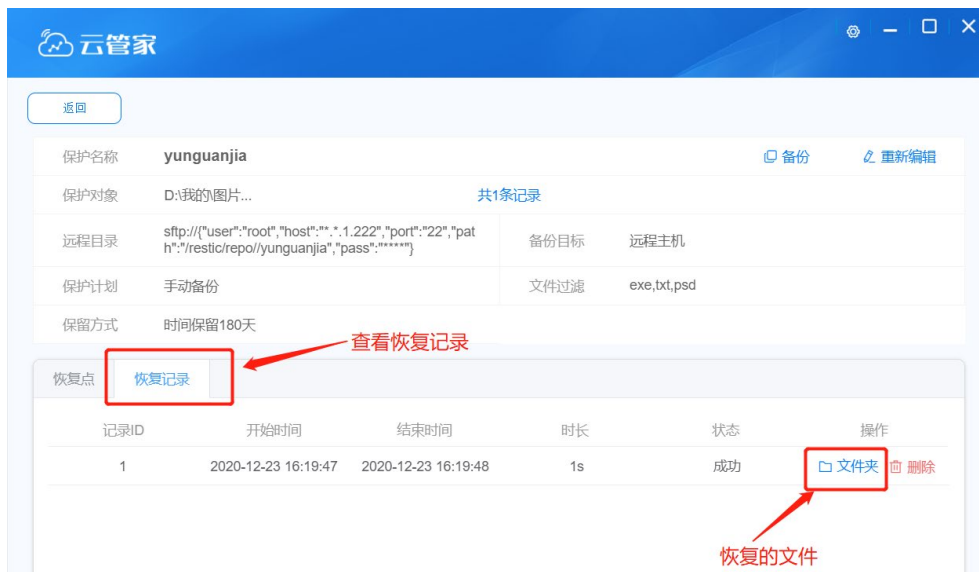 云管家
返回
保护名称 yunguanjia 备份 重新编辑
保护对象 D:\我的\图片... 共1条记录
远程目录 sftp://{"user":"root","host":"*.*.1.222","port":"22","pat
h":"/restic/repo//yunguanjia","pass":"****"} 备份目标 远程主机
保护计划 手动备份 文件过滤 exe,txt,psd
保留方式 时间保留180天
查看恢复记录
恢复点 恢复记录
记录ID 开始时间 结束时间 时长 状态 操作
1 2020-12-23 16:19:47 2020-12-23 16:19:48 1s 成功 文件夹 删除
恢复的文件